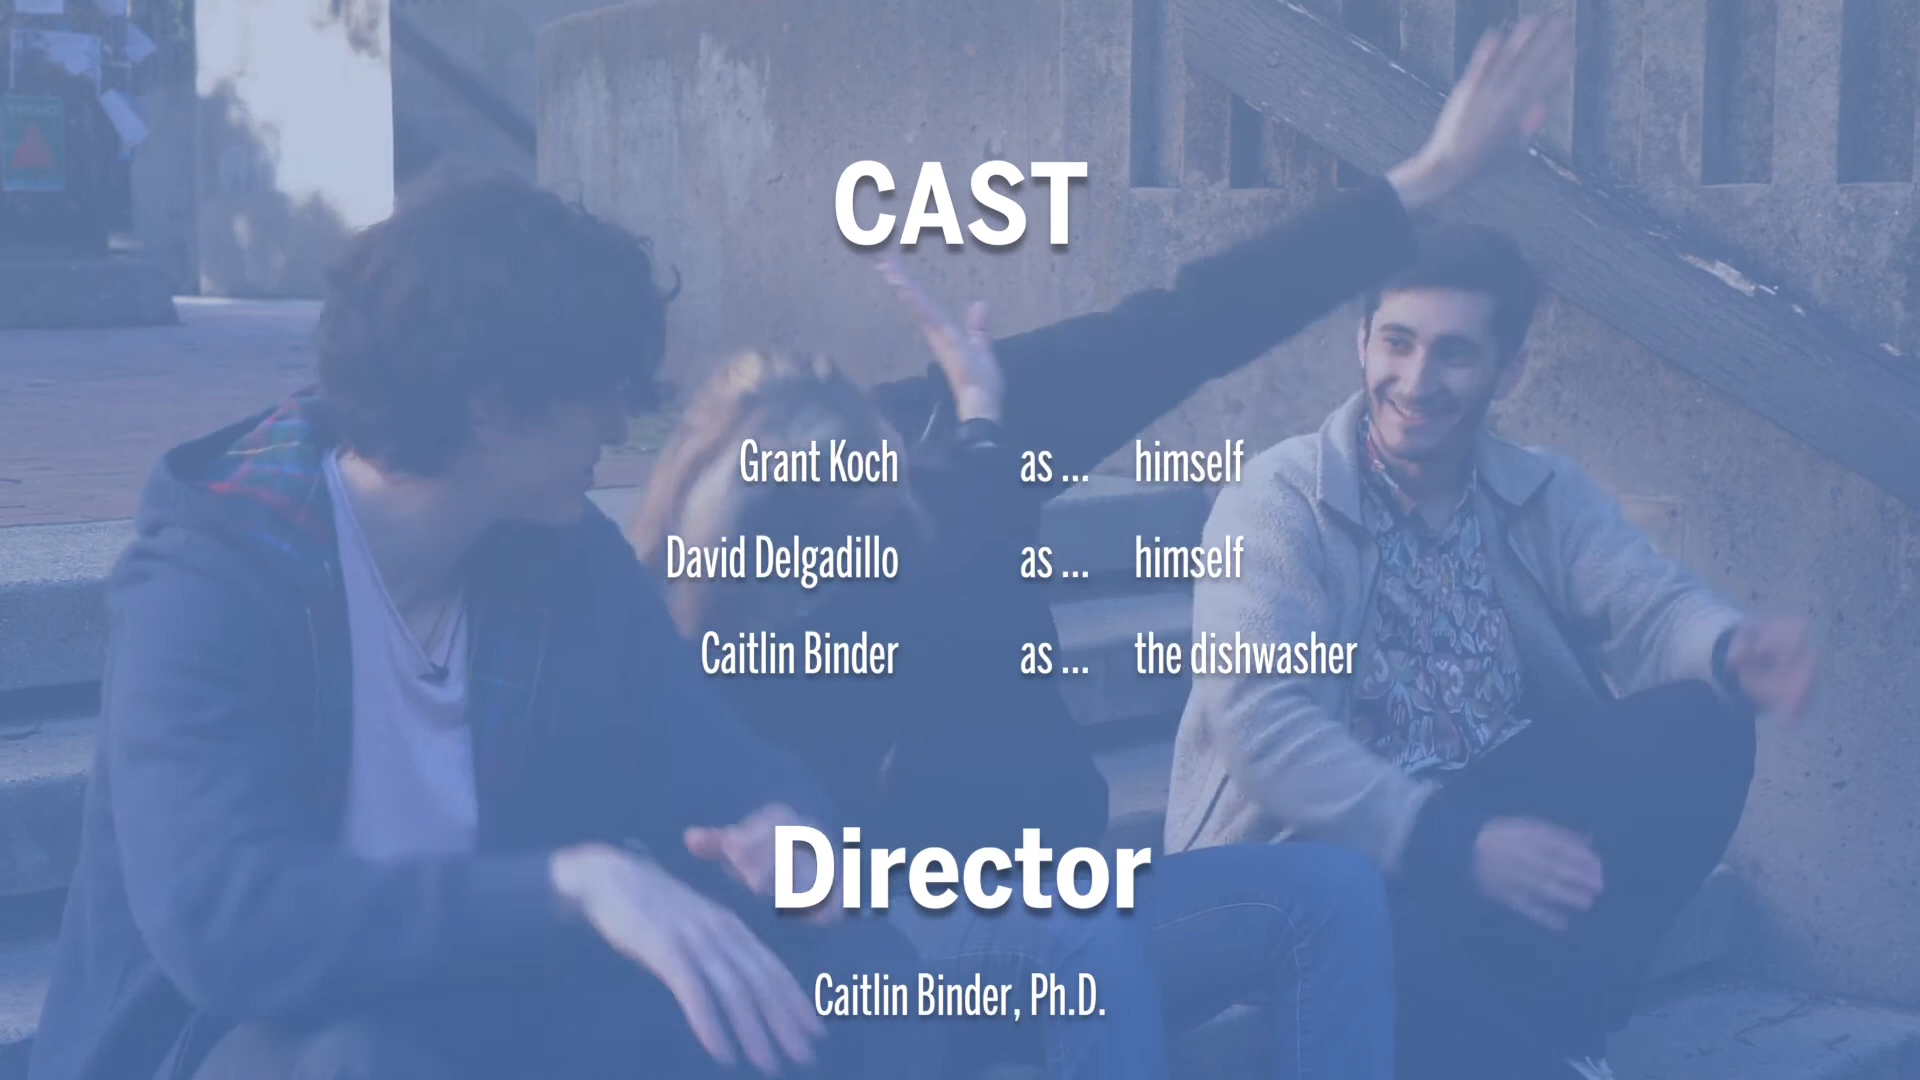 CAST
Grant Koch as ... himself
David Delgadillo as ... himself
Caitlin Binder as ... the dishwasher
Director
Caitlin Binder, Ph.D.